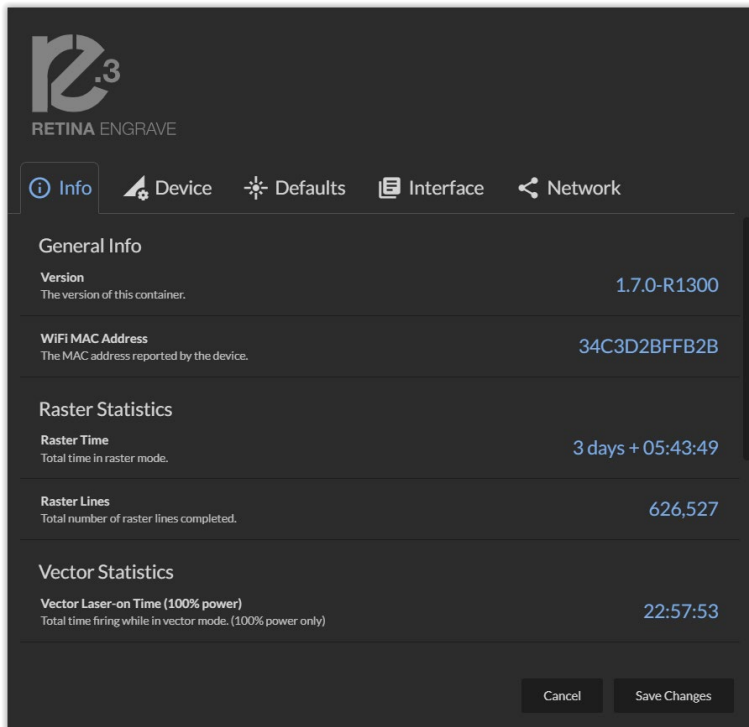 re.3
RETINA ENGRAVE
Info Device Defaults Interface Network
General Info
Version
The version of this container.
1.7.0-R1300
WiFi MAC Address
The MAC address reported by the device.
34C3D2BFFB2B
Raster Statistics
Raster Time
Total time in raster mode.
3 days + 05:43:49
Raster Lines
Total number of raster lines completed.
626,527
Vector Statistics
Vector Laser-on Time (100% power)
Total time firing while in vector mode. (100% power only)
22:57:53
Cancel Save Changes